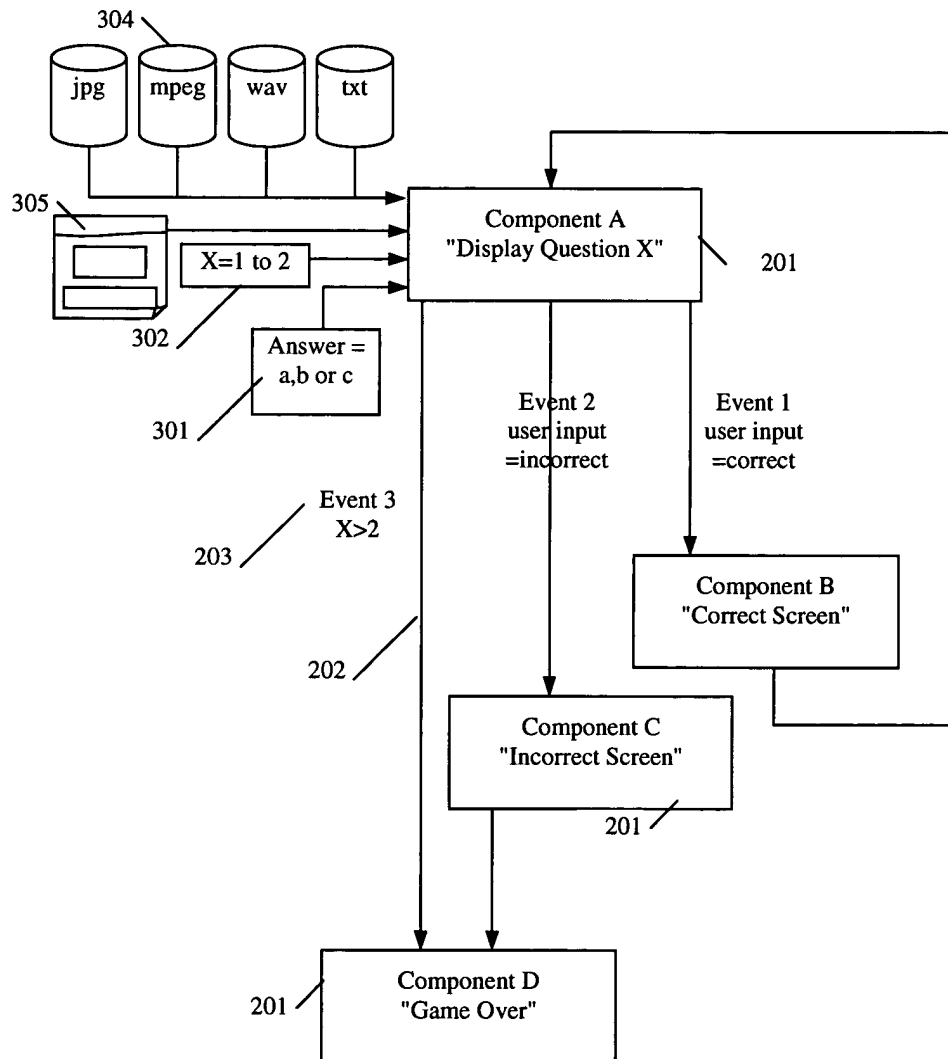 304
jpg
mpeg
wav
txt
305
Component A
"Display Question X"
201
X=1 to 2
302
Answer =
a,b or c
301
Event 2
user input
=incorrect
Event 1
user input
=correct
Event 3
X>2
203
Component B
"Correct Screen"
202
Component C
"Incorrect Screen"
201
Component D
"Game Over"
201